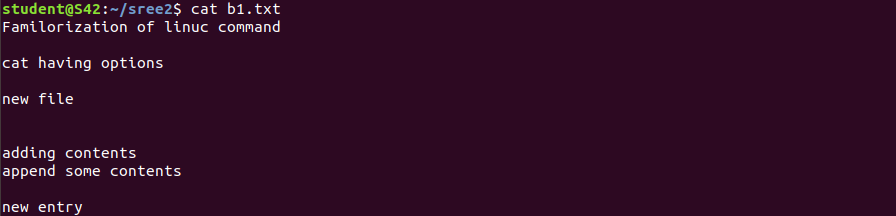 student@S42:~/sree2$ cat b1.txt
Familorization of linuc command
cat having options
new file
adding contents
append some contents
new entry